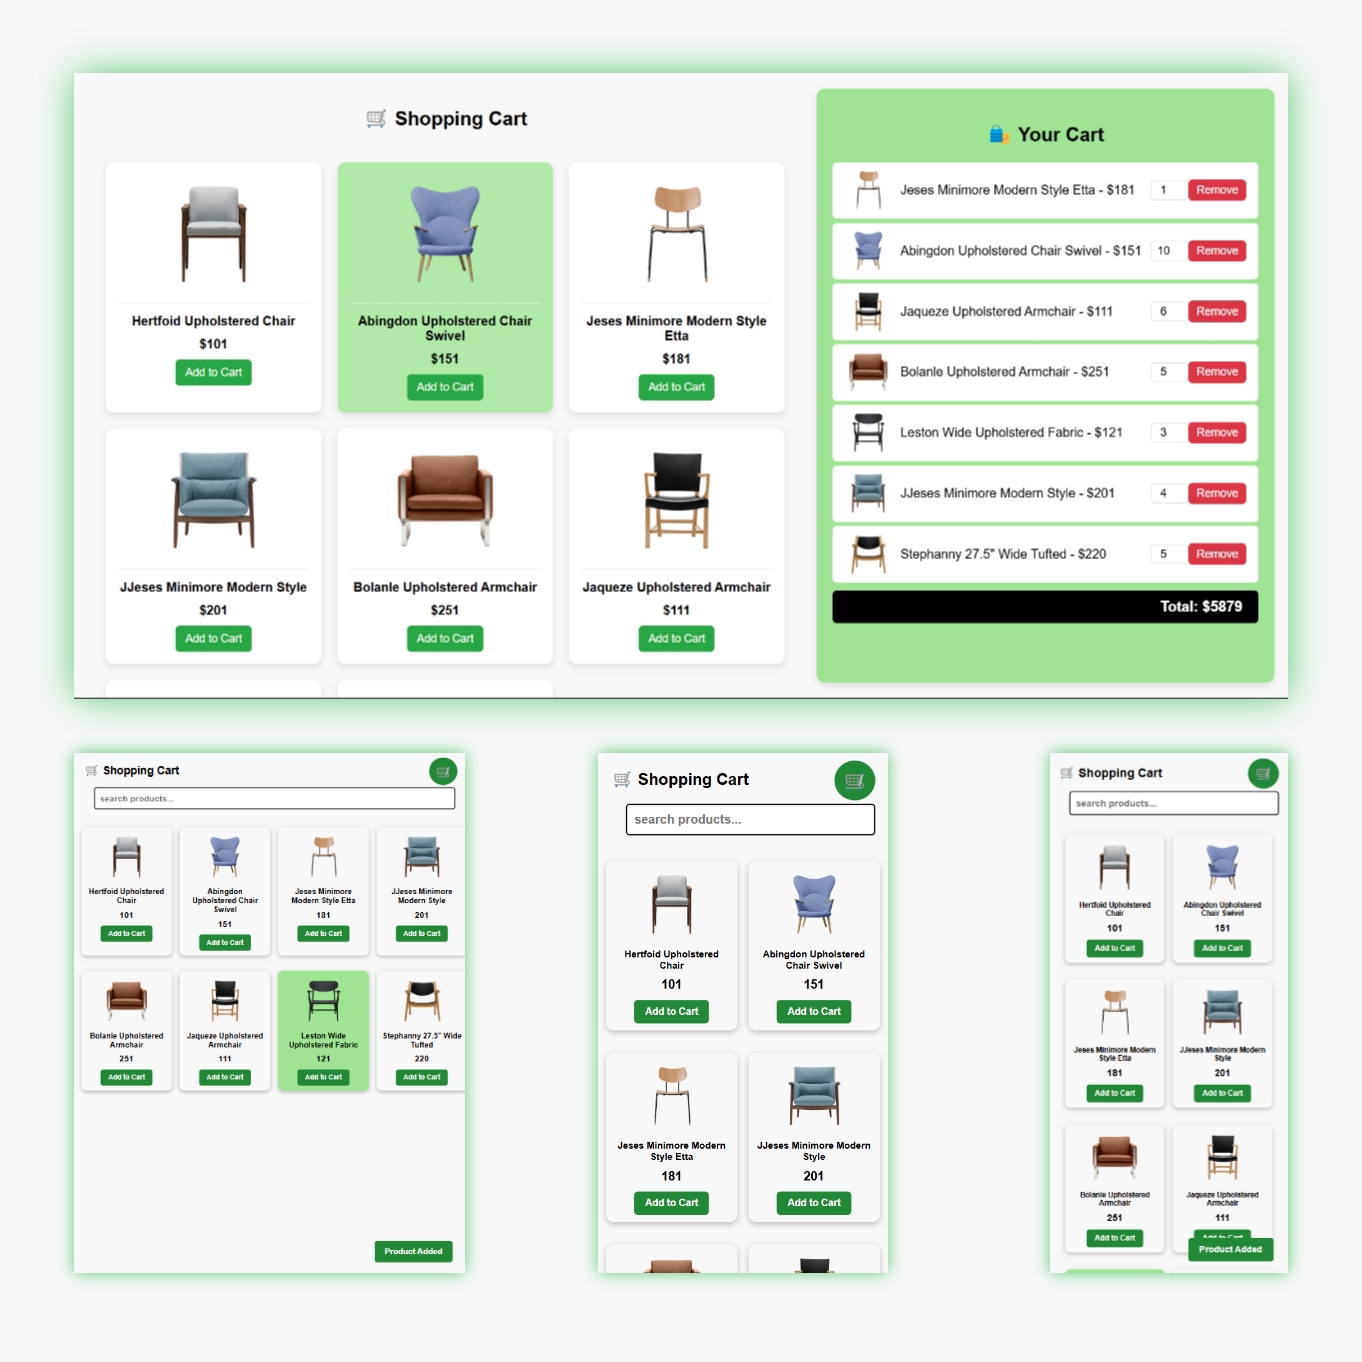 Shopping Cart
Hertfoid Upholstered Chair
$101
Add to Cart
Abingdon Upholstered Chair
Swivel
$151
Add to Cart
Jeses Minimore Modern Style
Etta
$181
Add to Cart
JJeses Minimore Modern Style
$201
Add to Cart
Bolanle Upholstered Armchair
$251
Add to Cart
Jaqueze Upholstered Armchair
$111
Add to Cart
Your Cart
Jeses Minimore Modern Style Etta - $181 1 Remove
Abingdon Upholstered Chair Swivel - $151 10 Remove
Jaqueze Upholstered Armchair - $111 6 Remove
Bolanle Upholstered Armchair - $251 5 Remove
Leston Wide Upholstered Fabric - $121 3 Remove
JJeses Minimore Modern Style - $201 4 Remove
Stephanny 27.5" Wide Tufted - $220 5 Remove
Total: $5879
Shopping Cart
search products...
Hertfoid Upholstered
Chair
101
Add to Cart
Abingdon
Upholstered Chair
Swivel
151
Add to Cart
Jeses Minimore
Modern Style Etta
181
Add to Cart
JJeses Minimore
Modern Style
201
Add to Cart
Bolanle Upholstered
Armchair
251
Add to Cart
Jaqueze Upholstered
Armchair
111
Add to Cart
Leston Wide
Upholstered Fabric
121
Add to Cart
Stephanny 27.5" Wide
Tufted
220
Add to Cart
Product Added
Shopping Cart
search products...
Hertfoid Upholstered
Chair
101
Add to Cart
Abingdon Upholstered
Chair Swivel
151
Add to Cart
Jeses Minimore Modern
Style Etta
181
Add to Cart
JJeses Minimore Modern
Style
201
Add to Cart
Shopping Cart
search products...
Hertfoid Upholstered
Chair
101
Add to Cart
Abingdon Upholstered
Chair Swivel
151
Add to Cart
Jeses Minimore Modern
Style Etta
181
Add to Cart
JJeses Minimore Modern
Style
201
Add to Cart
Bolanle Upholstered
Armchair
251
Add to Cart
Jaqueze Upholstered
Armchair
111
Add to Cart
Product Added